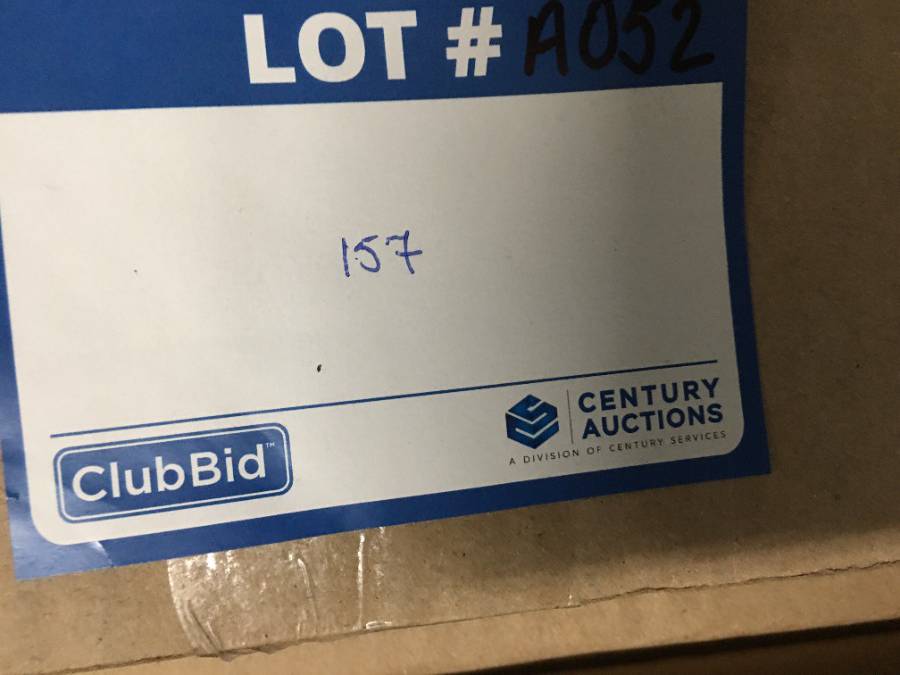 LOT # A052
157
ClubBid™
CENTURY
AUCTIONS
A DIVISION OF CENTURY SERVICES